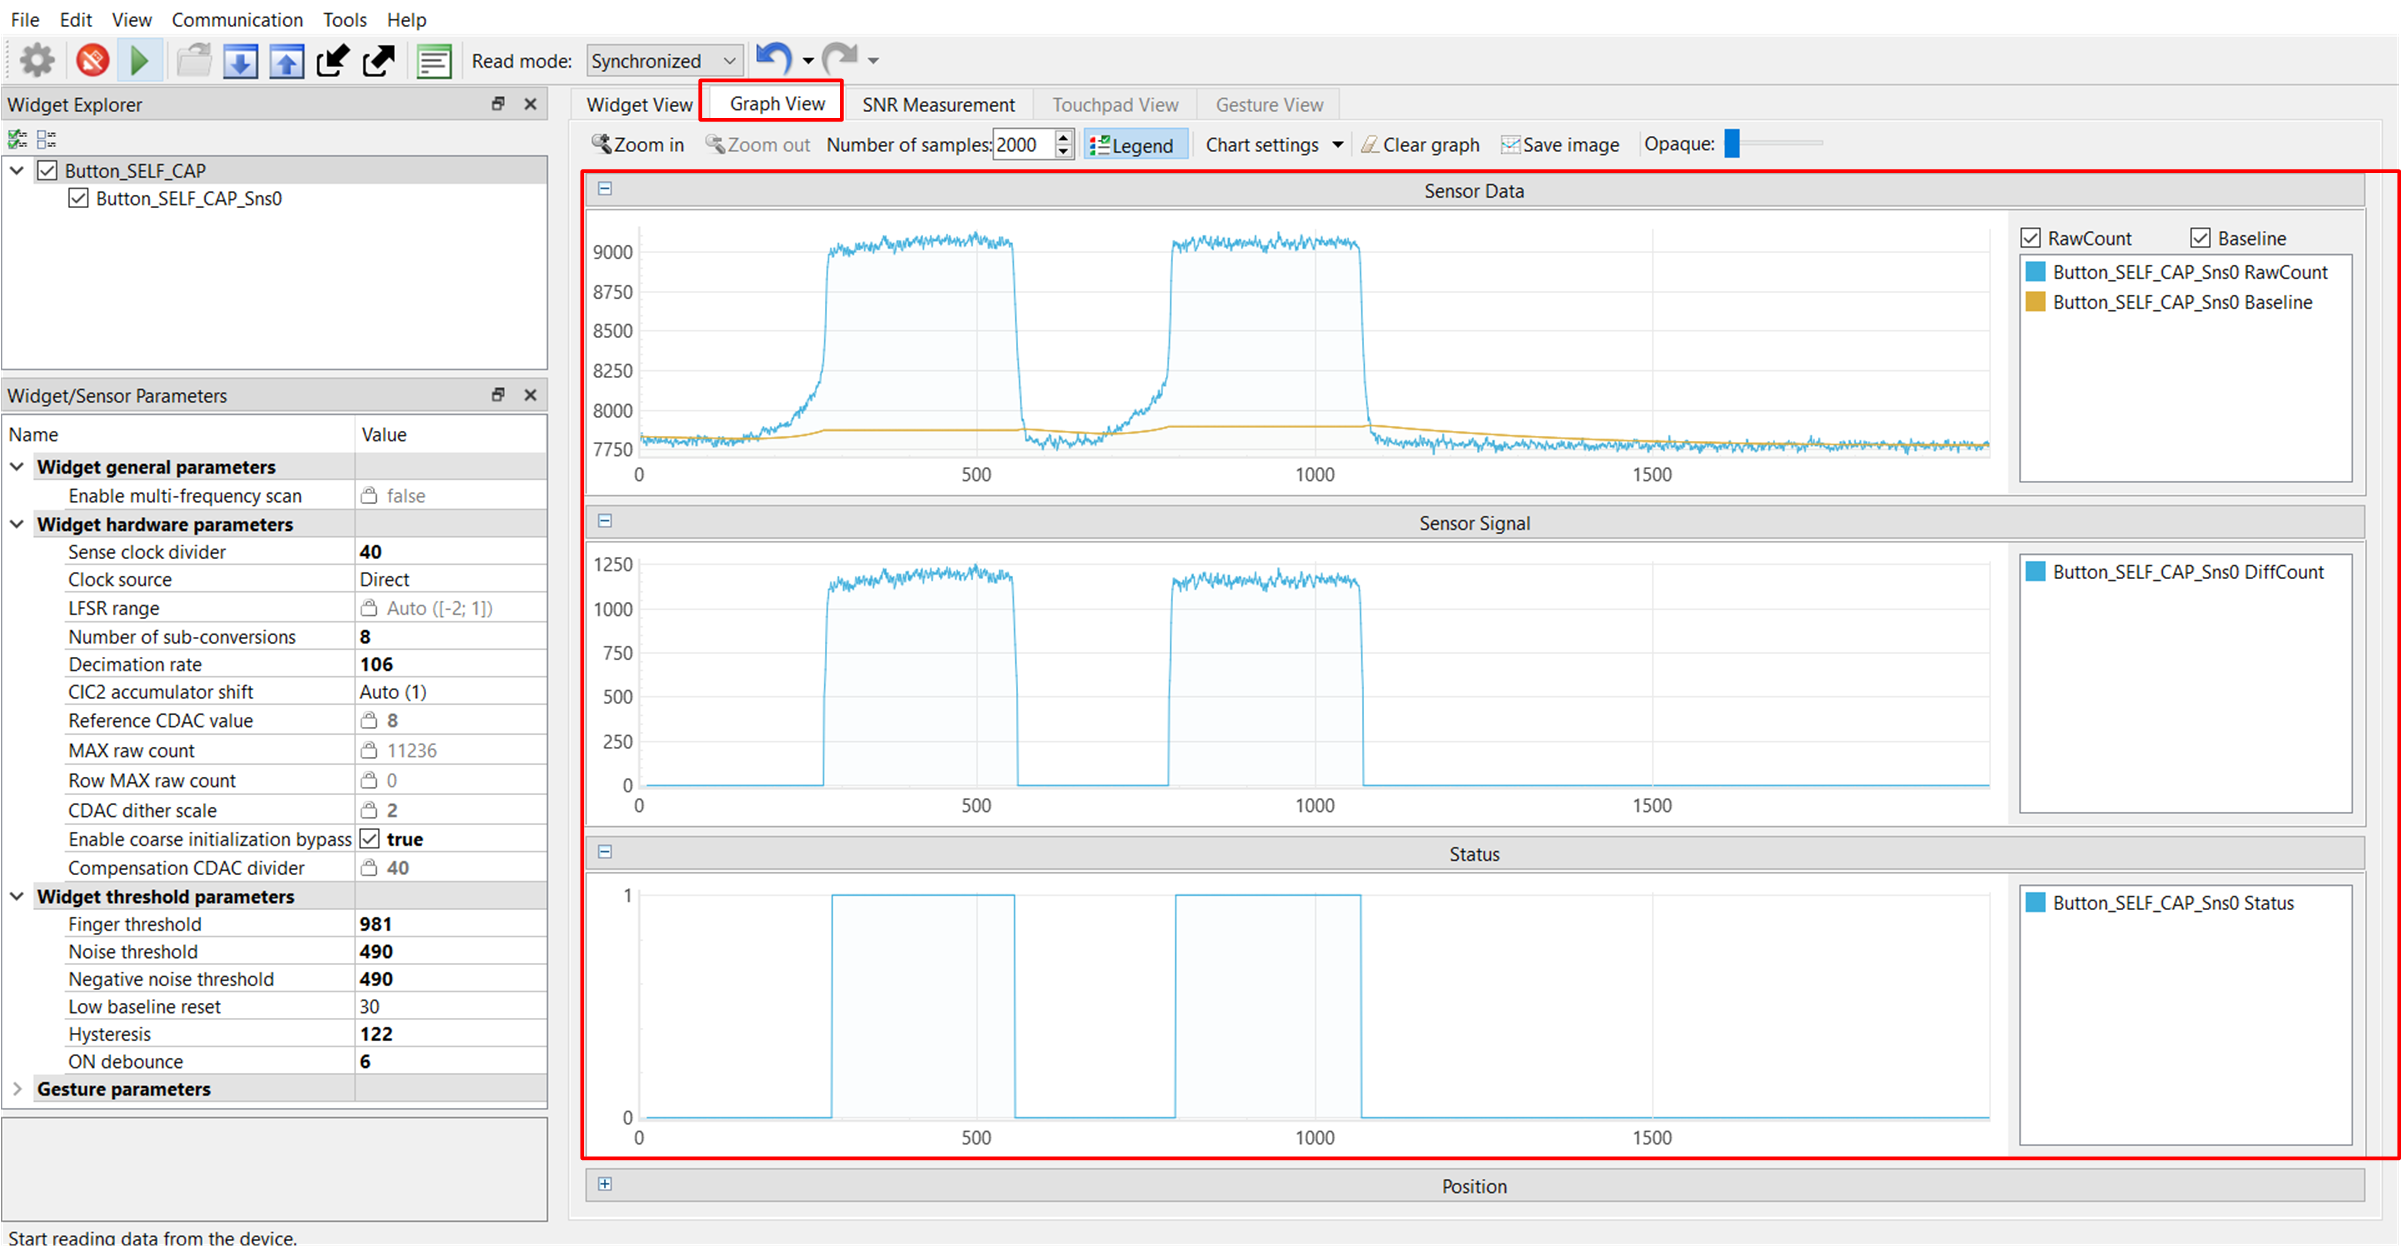 File Edit View Communication Tools Help
Read mode: Synchronized
Widget Explorer
Button_SELF_CAP
Button_SELF_CAP_Sns0
Widget/Sensor Parameters
Name Value
Widget general parameters
Enable multi-frequency scan false
Widget hardware parameters
Sense clock divider 40
Clock source Direct
LFSR range Auto ([-2; 1])
Number of sub-conversions 8
Decimation rate 106
CIC2 accumulator shift Auto (1)
Reference CDAC value 8
MAX raw count 11236
Row MAX raw count 0
CDAC dither scale 2
Enable coarse initialization bypass true
Compensation CDAC divider 40
Widget threshold parameters
Finger threshold 981
Noise threshold 490
Negative noise threshold 490
Low baseline reset 30
Hysteresis 122
ON debounce 6
Gesture parameters
Start reading data from the device.
Widget View Graph View SNR Measurement Touchpad View Gesture View
Zoom in Zoom out Number of samples: 2000 Legend Chart settings Clear graph Save image Opaque:
Sensor Data
9000
8750
8500
8250
8000
7750
0 500 1000 1500
RawCount Baseline
Button_SELF_CAP_Sns0 RawCount
Button_SELF_CAP_Sns0 Baseline
Sensor Signal
1250
1000
750
500
250
0
0 500 1000 1500
Button_SELF_CAP_Sns0 DiffCount
Status
1
0
0 500 1000 1500
Button_SELF_CAP_Sns0 Status
Position